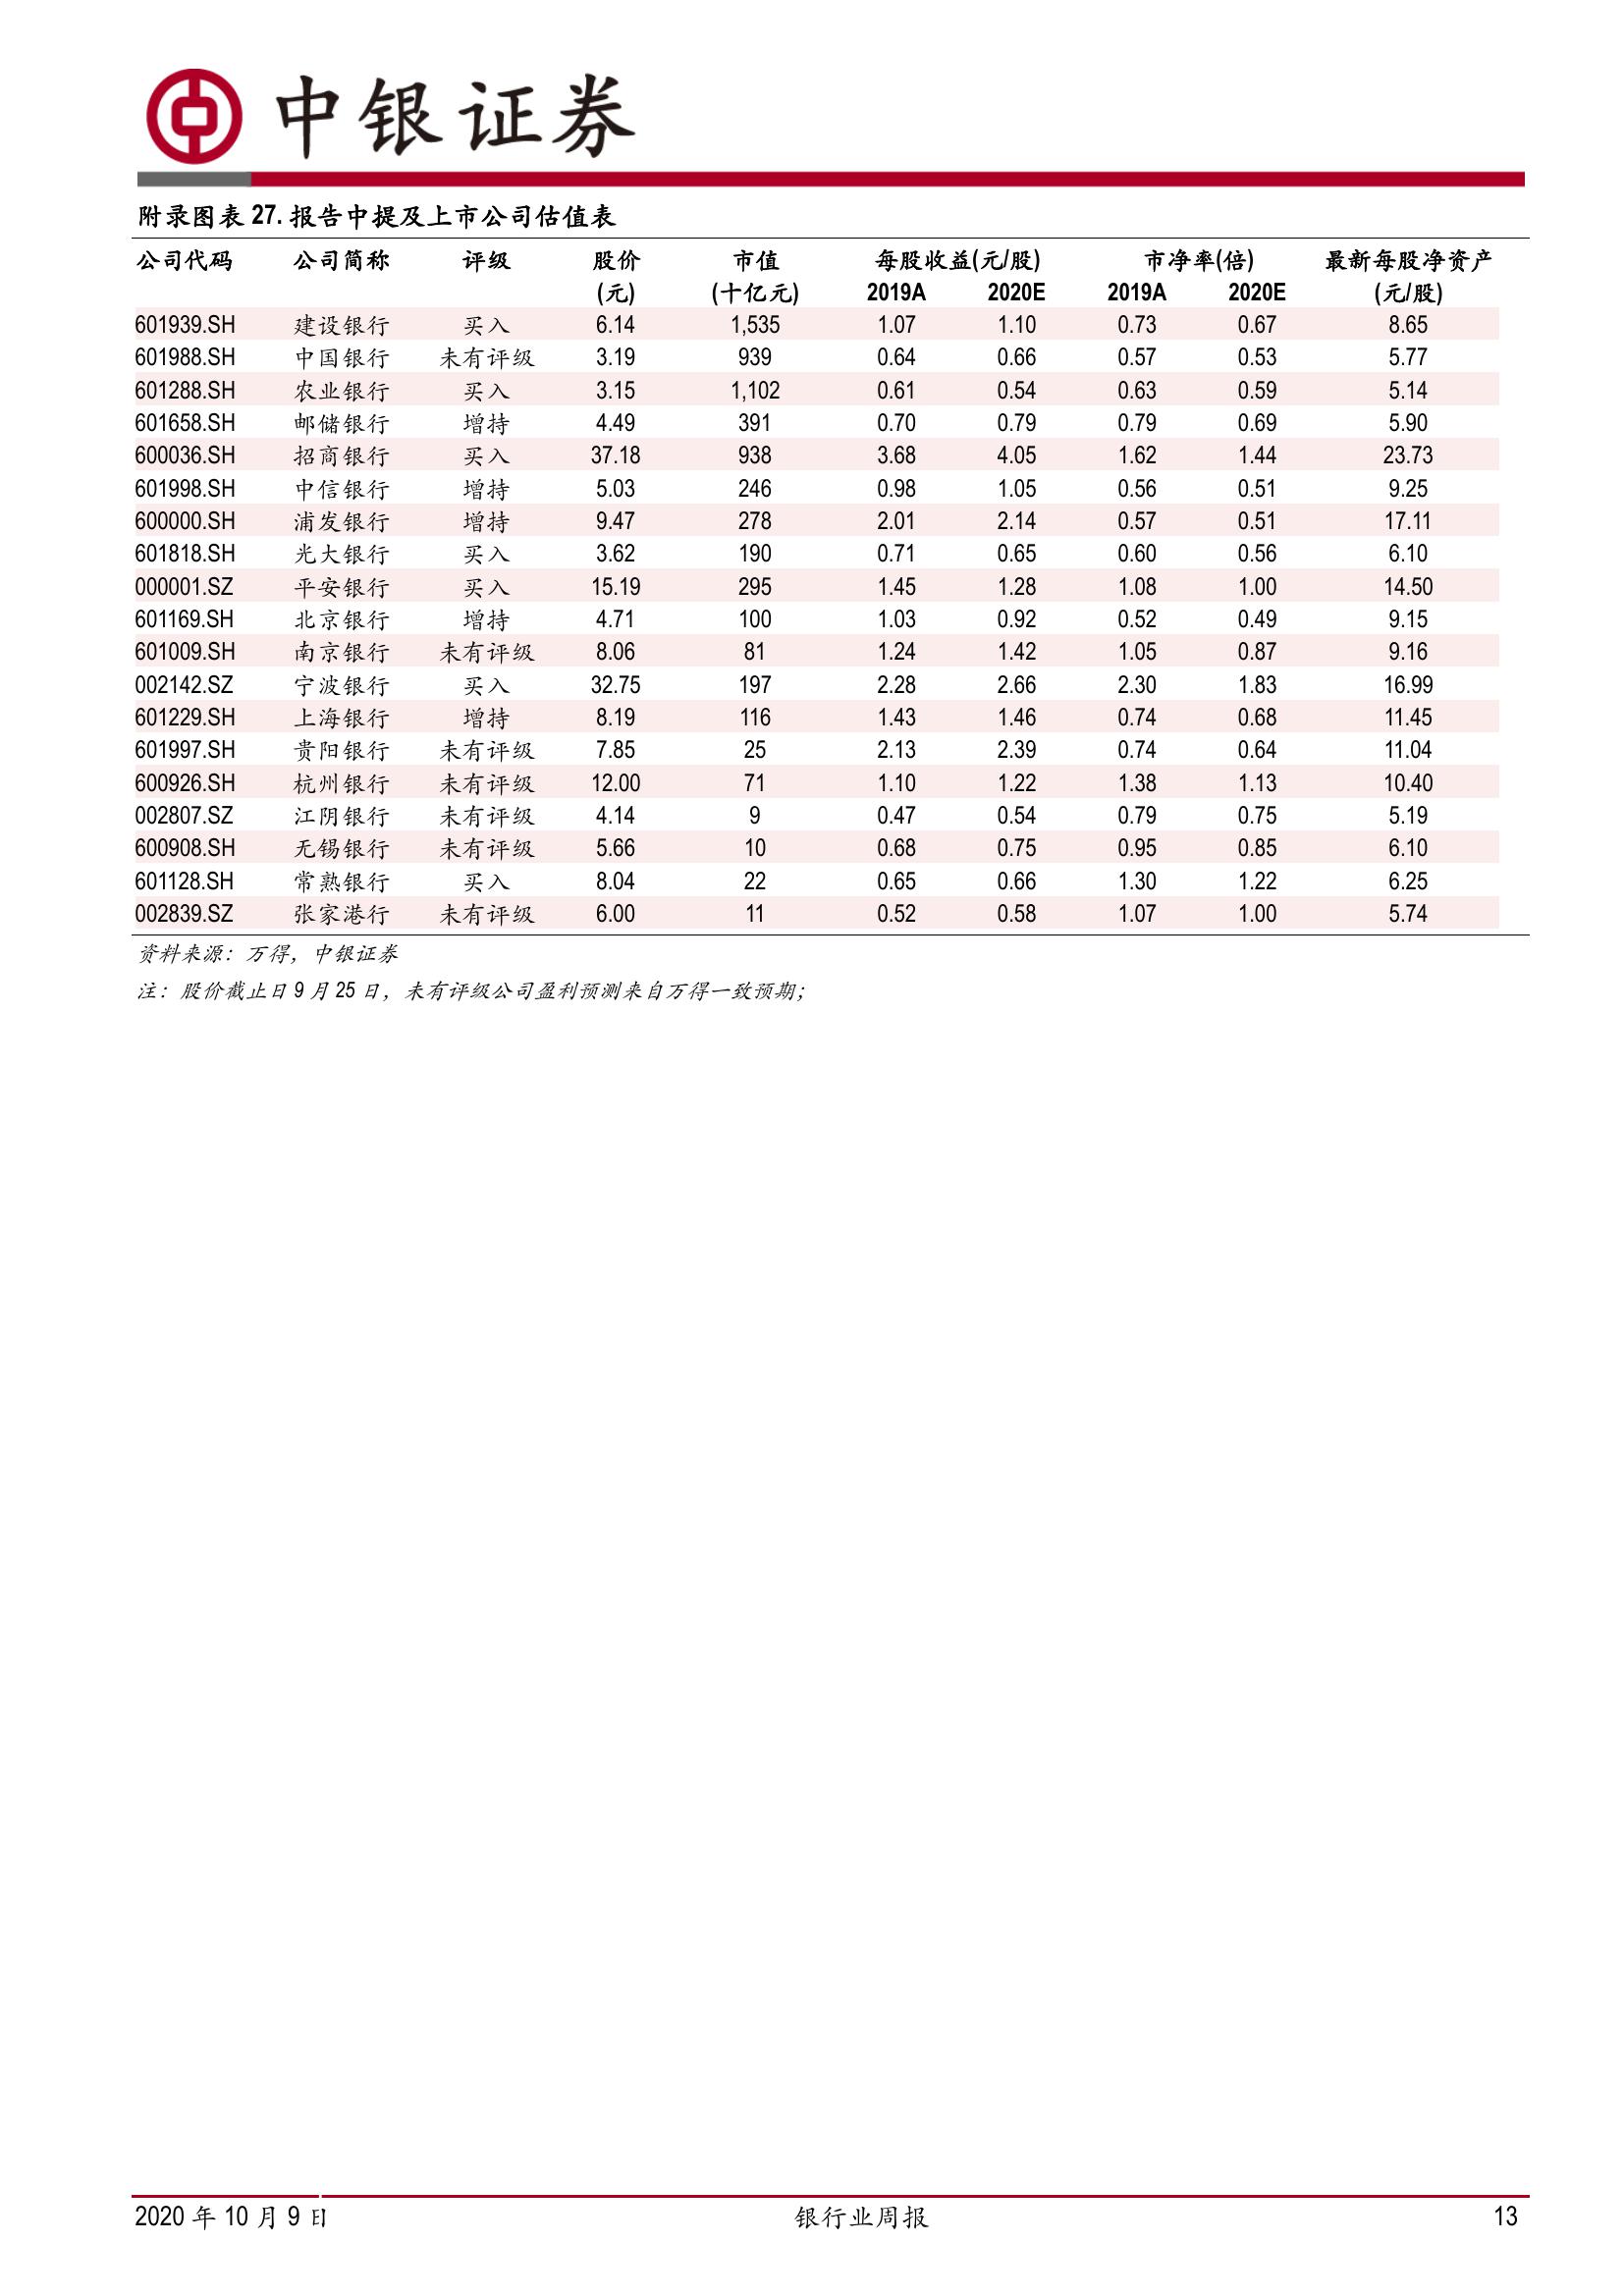 中银证券
附录图表 27. 报告中提及上市公司估值表
公司代码 公司简称 评级 股价 市值 每股收益(元/股) 市净率(倍) 最新每股净资产
(元) (十亿元) 2019A 2020E 2019A 2020E (元/股)
601939.SH 建设银行 买入 6.14 1,535 1.07 1.10 0.73 0.67 8.65
601988.SH 中国银行 未有评级 3.19 939 0.64 0.66 0.57 0.53 5.77
601288.SH 农业银行 买入 3.15 1,102 0.61 0.54 0.63 0.59 5.14
601658.SH 邮储银行 增持 4.49 391 0.70 0.79 0.79 0.69 5.90
600036.SH 招商银行 买入 37.18 938 3.68 4.05 1.62 1.44 23.73
601998.SH 中信银行 增持 5.03 246 0.98 1.05 0.56 0.51 9.25
600000.SH 浦发银行 增持 9.47 278 2.01 2.14 0.57 0.51 17.11
601818.SH 光大银行 买入 3.62 190 0.71 0.65 0.60 0.56 6.10
000001.SZ 平安银行 买入 15.19 295 1.45 1.28 1.08 1.00 14.50
601169.SH 北京银行 增持 4.71 100 1.03 0.92 0.52 0.49 9.15
601009.SH 南京银行 未有评级 8.06 81 1.24 1.42 1.05 0.87 9.16
002142.SZ 宁波银行 买入 32.75 197 2.28 2.66 2.30 1.83 16.99
601229.SH 上海银行 增持 8.19 116 1.43 1.46 0.74 0.68 11.45
601997.SH 贵阳银行 未有评级 7.85 25 2.13 2.39 0.74 0.64 11.04
600926.SH 杭州银行 未有评级 12.00 71 1.10 1.22 1.38 1.13 10.40
002807.SZ 江阴银行 未有评级 4.14 9 0.47 0.54 0.79 0.75 5.19
600908.SH 无锡银行 未有评级 5.66 10 0.68 0.75 0.95 0.85 6.10
601128.SH 常熟银行 买入 8.04 22 0.65 0.66 1.30 1.22 6.25
002839.SZ 张家港行 未有评级 6.00 11 0.52 0.58 1.07 1.00 5.74
资料来源：万得，中银证券
注：股价截止日 9 月 25 日，未有评级公司盈利预测来自万得一致预期；
2020 年 10 月 9 日 银行业周报 13